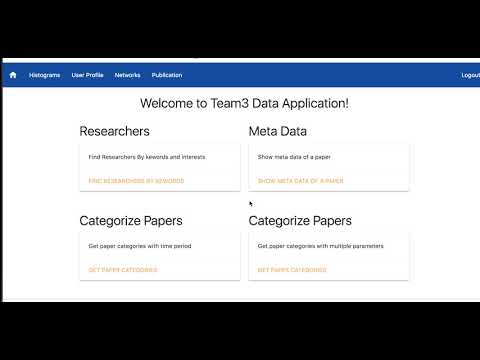 Histograms User Profile Networks Publication Logout
Welcome to Team3 Data Application!
Researchers
Meta Data
Find Researchers By kewords and interests
Show meta data of a paper
FIND RESEARCHERS BY KEWORDS
SHOW META DATA OF A PAPER
Categorize Papers
Categorize Papers
Get paper categories with time period
Get paper categories with multiple parameters
GET PAPER CATEGORIES
GET PAPER CATEGORIES